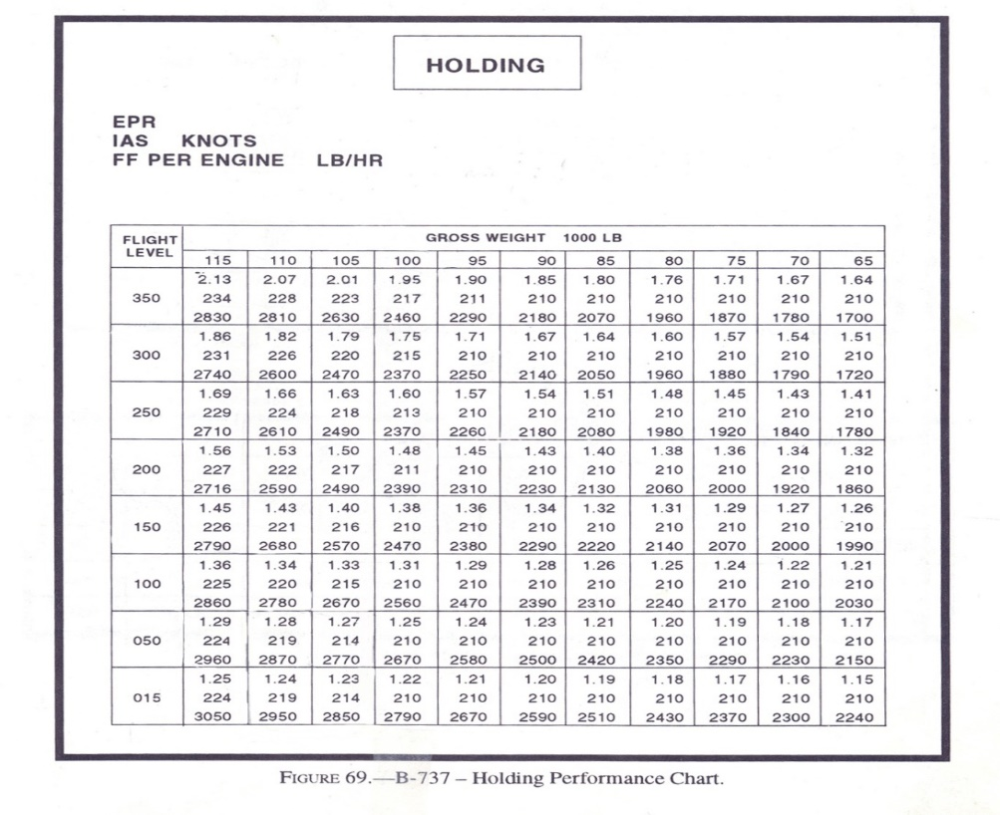 HOLDING
EPR
IAS KNOTS
FF PER ENGINE LB/HR
FLIGHT LEVEL GROSS WEIGHT 1000 LB
115 110 105 100 95 90 85 80 75 70 65
2.13 2.07 2.01 1.95 1.90 1.85 1.80 1.76 1.71 1.67 1.64
350 234 228 223 217 211 210 210 210 210 210 210
2830 2810 2630 2460 2290 2180 2070 1960 1870 1780 1700
1.86 1.82 1.79 1.75 1.71 1.67 1.64 1.60 1.57 1.54 1.51
300 231 226 220 215 210 210 210 210 210 210 210
2740 2600 2470 2370 2250 2140 2050 1960 1880 1790 1720
1.69 1.66 1.63 1.60 1.57 1.54 1.51 1.48 1.45 1.43 1.41
250 229 224 218 213 210 210 210 210 210 210 210
2710 2610 2490 2370 2260 2180 2080 1980 1920 1840 1780
1.56 1.53 1.50 1.48 1.45 1.43 1.40 1.38 1.36 1.34 1.32
200 227 222 217 211 210 210 210 210 210 210 210
2716 2590 2490 2390 2310 2230 2130 2060 2000 1920 1860
1.45 1.43 1.40 1.38 1.36 1.34 1.32 1.31 1.29 1.27 1.26
150 226 221 216 210 210 210 210 210 210 210 210
2790 2680 2570 2470 2380 2290 2220 2140 2070 2000 1990
1.36 1.34 1.33 1.31 1.29 1.28 1.26 1.25 1.24 1.22 1.21
100 225 220 215 210 210 210 210 210 210 210 210
2860 2780 2670 2560 2470 2390 2310 2240 2170 2100 2030
1.29 1.28 1.27 1.25 1.24 1.23 1.21 1.20 1.19 1.18 1.17
050 224 219 214 210 210 210 210 210 210 210 210
2960 2870 2770 2670 2580 2500 2420 2350 2290 2230 2150
1.25 1.24 1.23 1.22 1.21 1.20 1.19 1.18 1.17 1.16 1.15
015 224 219 214 210 210 210 210 210 210 210 210
3050 2950 2850 2790 2670 2590 2510 2430 2370 2300 2240
FIGURE 69.—B-737 – Holding Performance Chart.